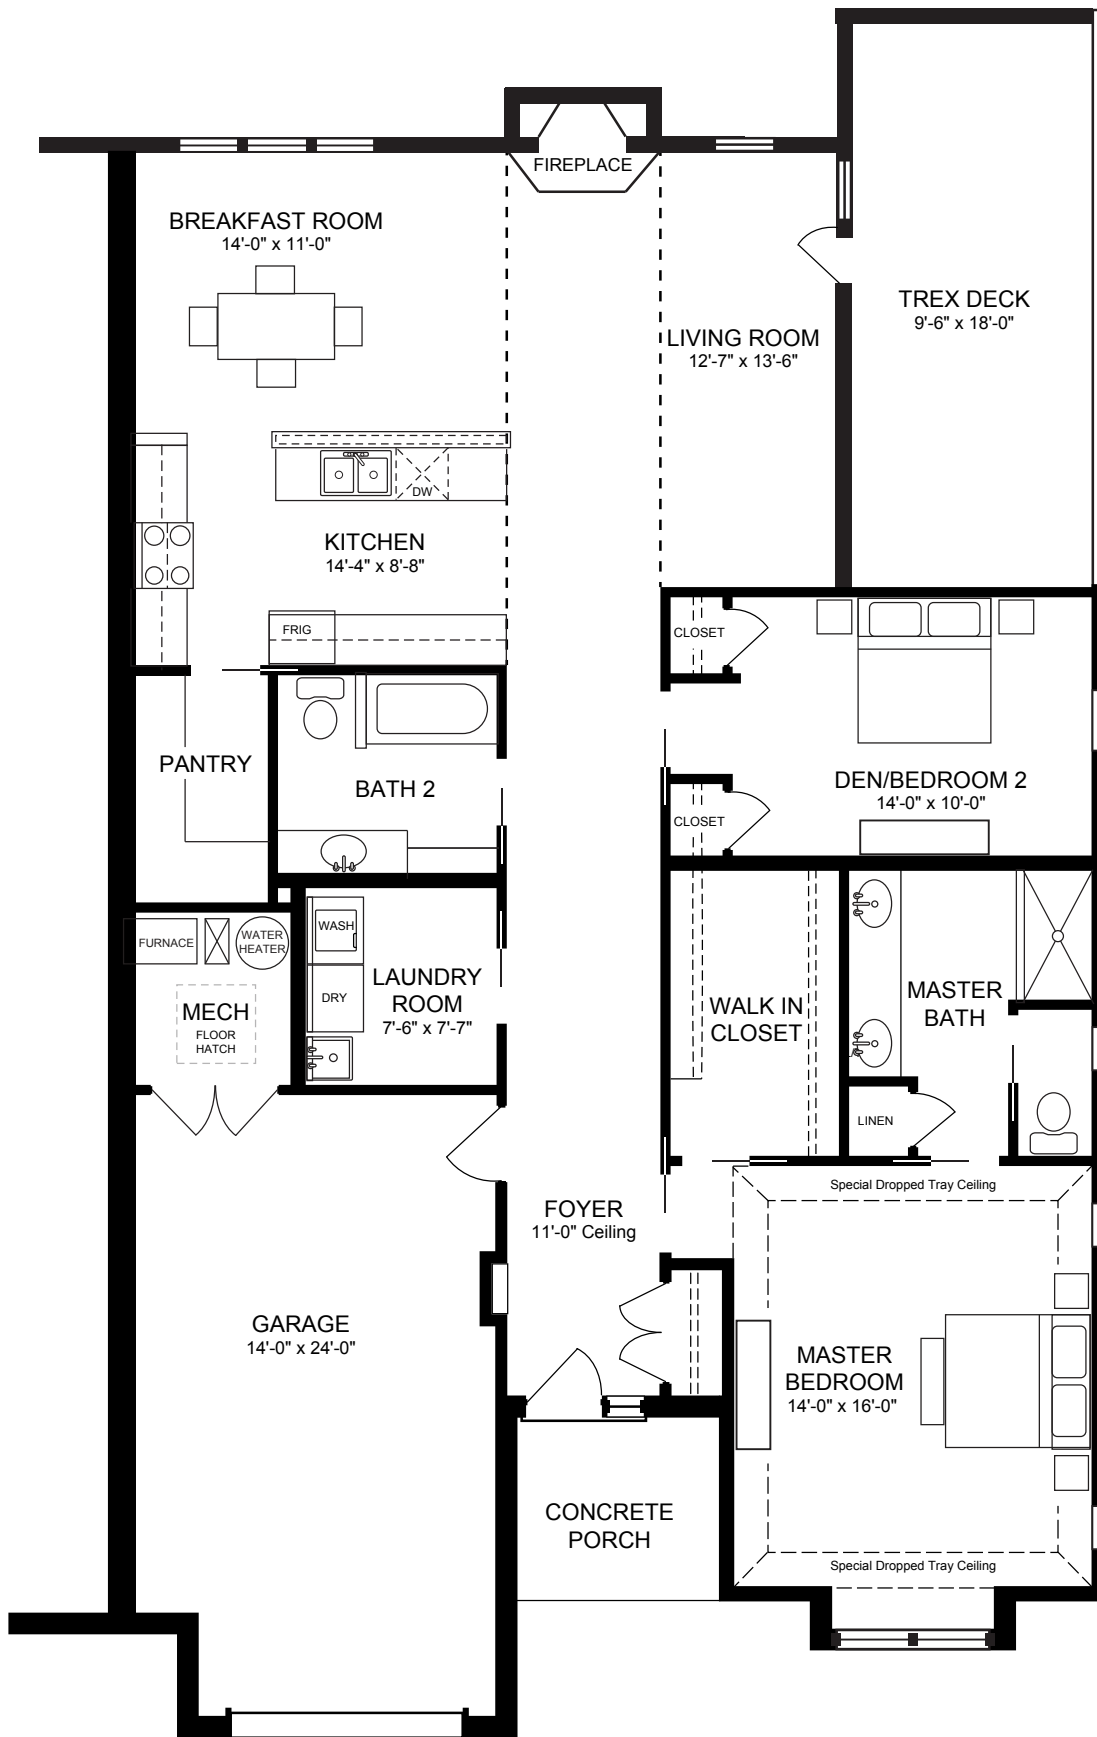 FIREPLACE
BREAKFAST ROOM
14'-0" x 11'-0"
TREX DECK
9'-6" x 18'-0"
LIVING ROOM
12'-7" x 13'-6"
DW
KITCHEN
14'-4" x 8'-8"
FRIG
CLOSET
PANTRY
BATH 2
DEN/BEDROOM 2
14'-0" x 10'-0"
CLOSET
WASH
FURNACE
WATER
HEATER
DRY
LAUNDRY
ROOM
7'-6" x 7'-7"
MECH
FLOOR
HATCH
WALK IN
CLOSET
MASTER
BATH
LINEN
Special Dropped Tray Ceiling
FOYER
11'-0" Ceiling
GARAGE
14'-0" x 24'-0"
MASTER
BEDROOM
14'-0" x 16'-0"
CONCRETE
PORCH
Special Dropped Tray Ceiling